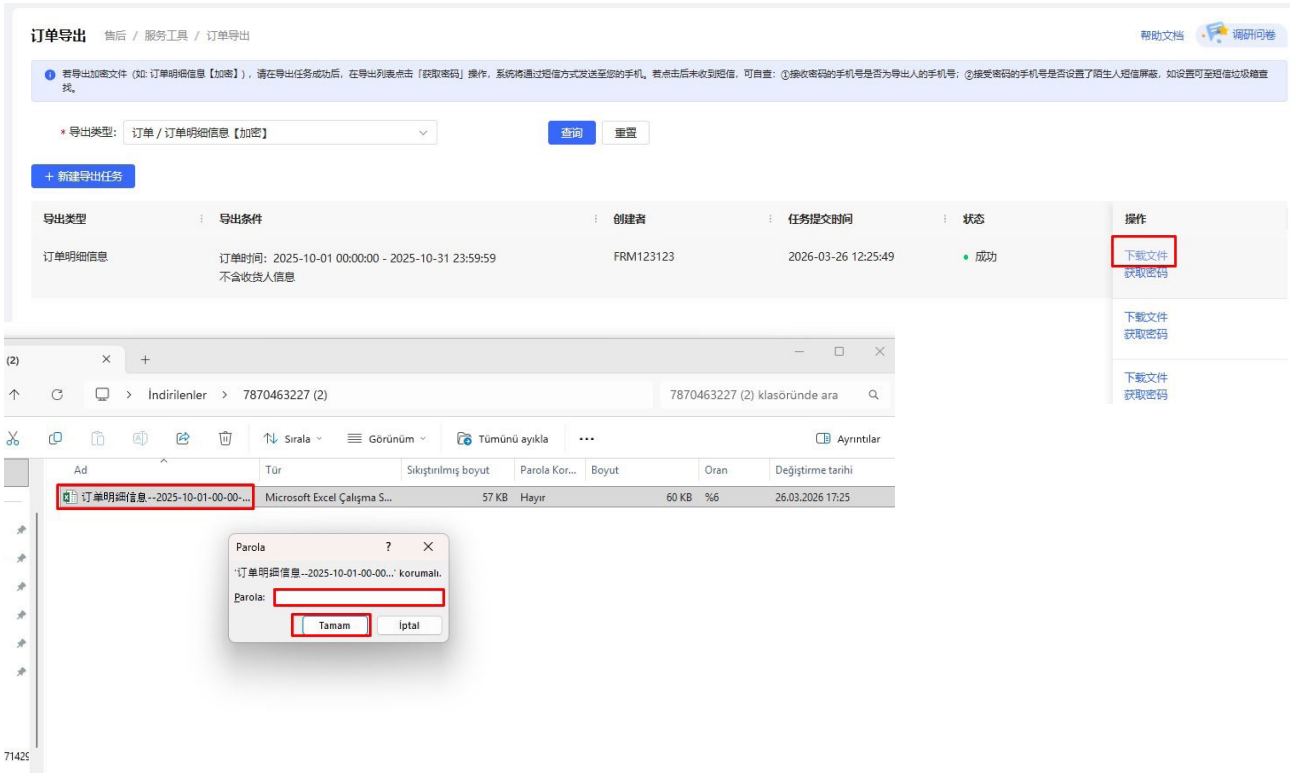 订单导出 售后 / 服务工具 / 订单导出 帮助文档 调研问卷
若导出加密文件（如: 订单明细信息【加密】），请在导出任务成功后，在导出列表点击「获取密码」操作，系统将通过短信方式发送至您的手机。若点击后未收到短信，可自查：①接收密码的手机号是否为导出人的手机号；②接受密码的手机号是否设置了陌生人短信屏蔽，如设置可至短信垃圾箱查
找。
* 导出类型: 订单 / 订单明细信息【加密】 查询 重置
+ 新建导出任务
导出类型 导出条件 创建者 任务提交时间 状态 操作
订单明细信息 订单时间：2025-10-01 00:00:00 - 2025-10-31 23:59:59 FRM123123 2026-03-26 12:25:49 成功 下载文件
不含收货人信息 获取密码
下载文件
获取密码
下载文件
获取密码
(2)
İndirilenler > 7870463227 (2) 7870463227 (2) klasöründe ara
Sırala Görünüm Tümünü ayıkla ... Ayrıntılar
Ad Tür Sıkıştırılmış boyut Parola Kor... Boyut Oran Değiştirme tarihi
订单明细信息--2025-10-01-00-00-... Microsoft Excel Çalışma S... 57 KB Hayır 60 KB %6 26.03.2026 17:25
Parola ?
'订单明细信息--2025-10-01-00-00...' korumalı.
Parola:
Tamam İptal
71429